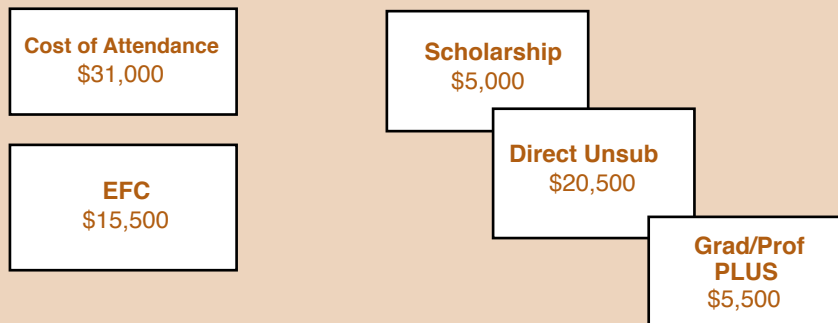 Cost of Attendance
$31,000
EFC
$15,500
Scholarship
$5,000
Direct Unsub
$20,500
Grad/Prof
PLUS
$5,500